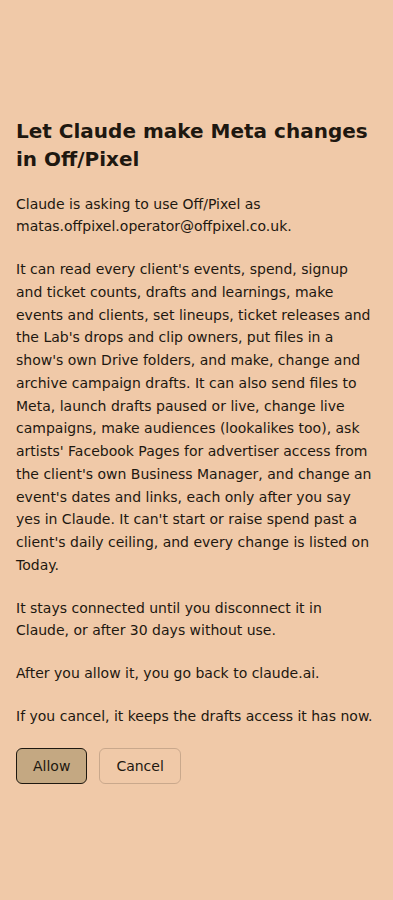 Let Claude make Meta changes
in Off/Pixel
Claude is asking to use Off/Pixel as
matas.offpixel.operator@offpixel.co.uk.
It can read every client's events, spend, signup
and ticket counts, drafts and learnings, make
events and clients, set lineups, ticket releases and
the Lab's drops and clip owners, put files in a
show's own Drive folders, and make, change and
archive campaign drafts. It can also send files to
Meta, launch drafts paused or live, change live
campaigns, make audiences (lookalikes too), ask
artists' Facebook Pages for advertiser access from
the client's own Business Manager, and change an
event's dates and links, each only after you say
yes in Claude. It can't start or raise spend past a
client's daily ceiling, and every change is listed on
Today.
It stays connected until you disconnect it in
Claude, or after 30 days without use.
After you allow it, you go back to claude.ai.
If you cancel, it keeps the drafts access it has now.
Allow
Cancel